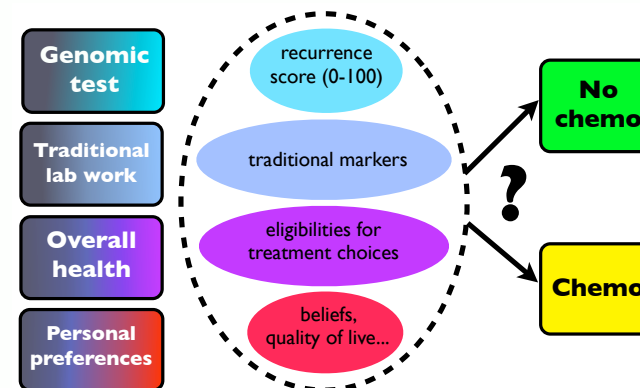 Genomic
test
recurrence
score (0-100)
No
chemo
Traditional
lab work
traditional markers
?
Overall
health
eligibilities for
treatment choices
Chemo
Personal
preferences
beliefs,
quality of live...